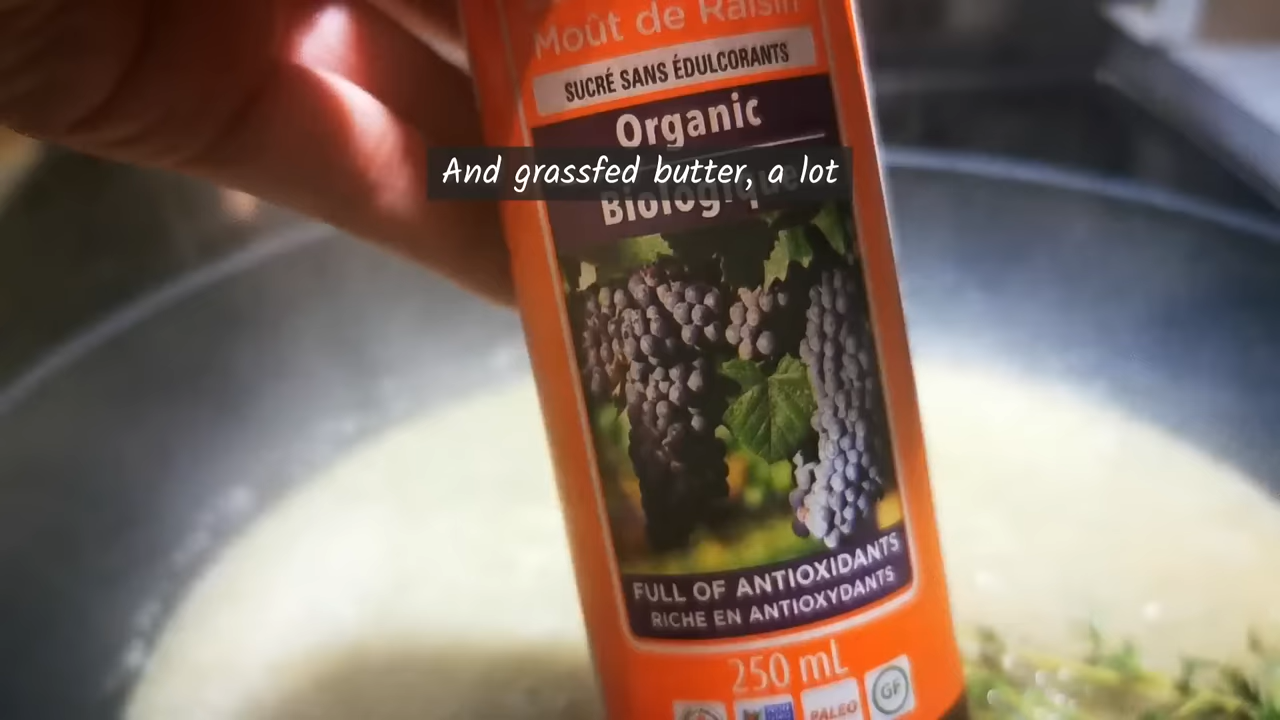 Moût de Raisin
SUCRÉ SANS ÉDULCORANTS
Organic
And grassfed butter, a lot
Biologique
FULL OF ANTIOXIDANTS
RICHE EN ANTIOXYDANTS
250 mL
PALEO
GF